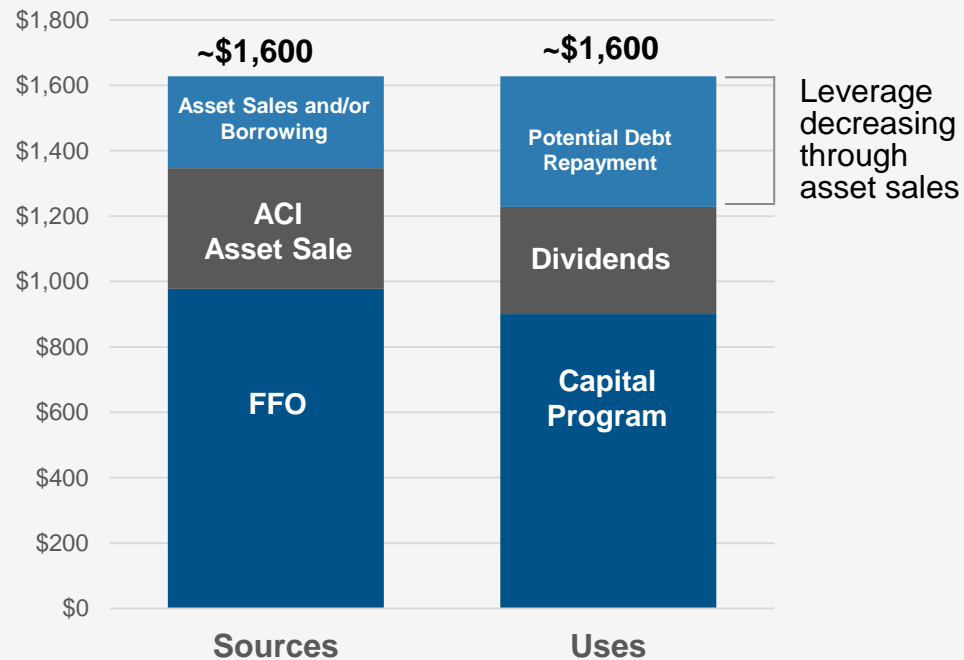 $1,800
$1,600
$1,400
$1,200
$1,000
$800
$600
$400
$200
$0
~$1,600
Asset Sales and/or
Borrowing
ACI
Asset Sale
FFO
Sources
~$1,600
Potential Debt
Repayment
Dividends
Capital
Program
Uses
Leverage
decreasing
through
asset sales